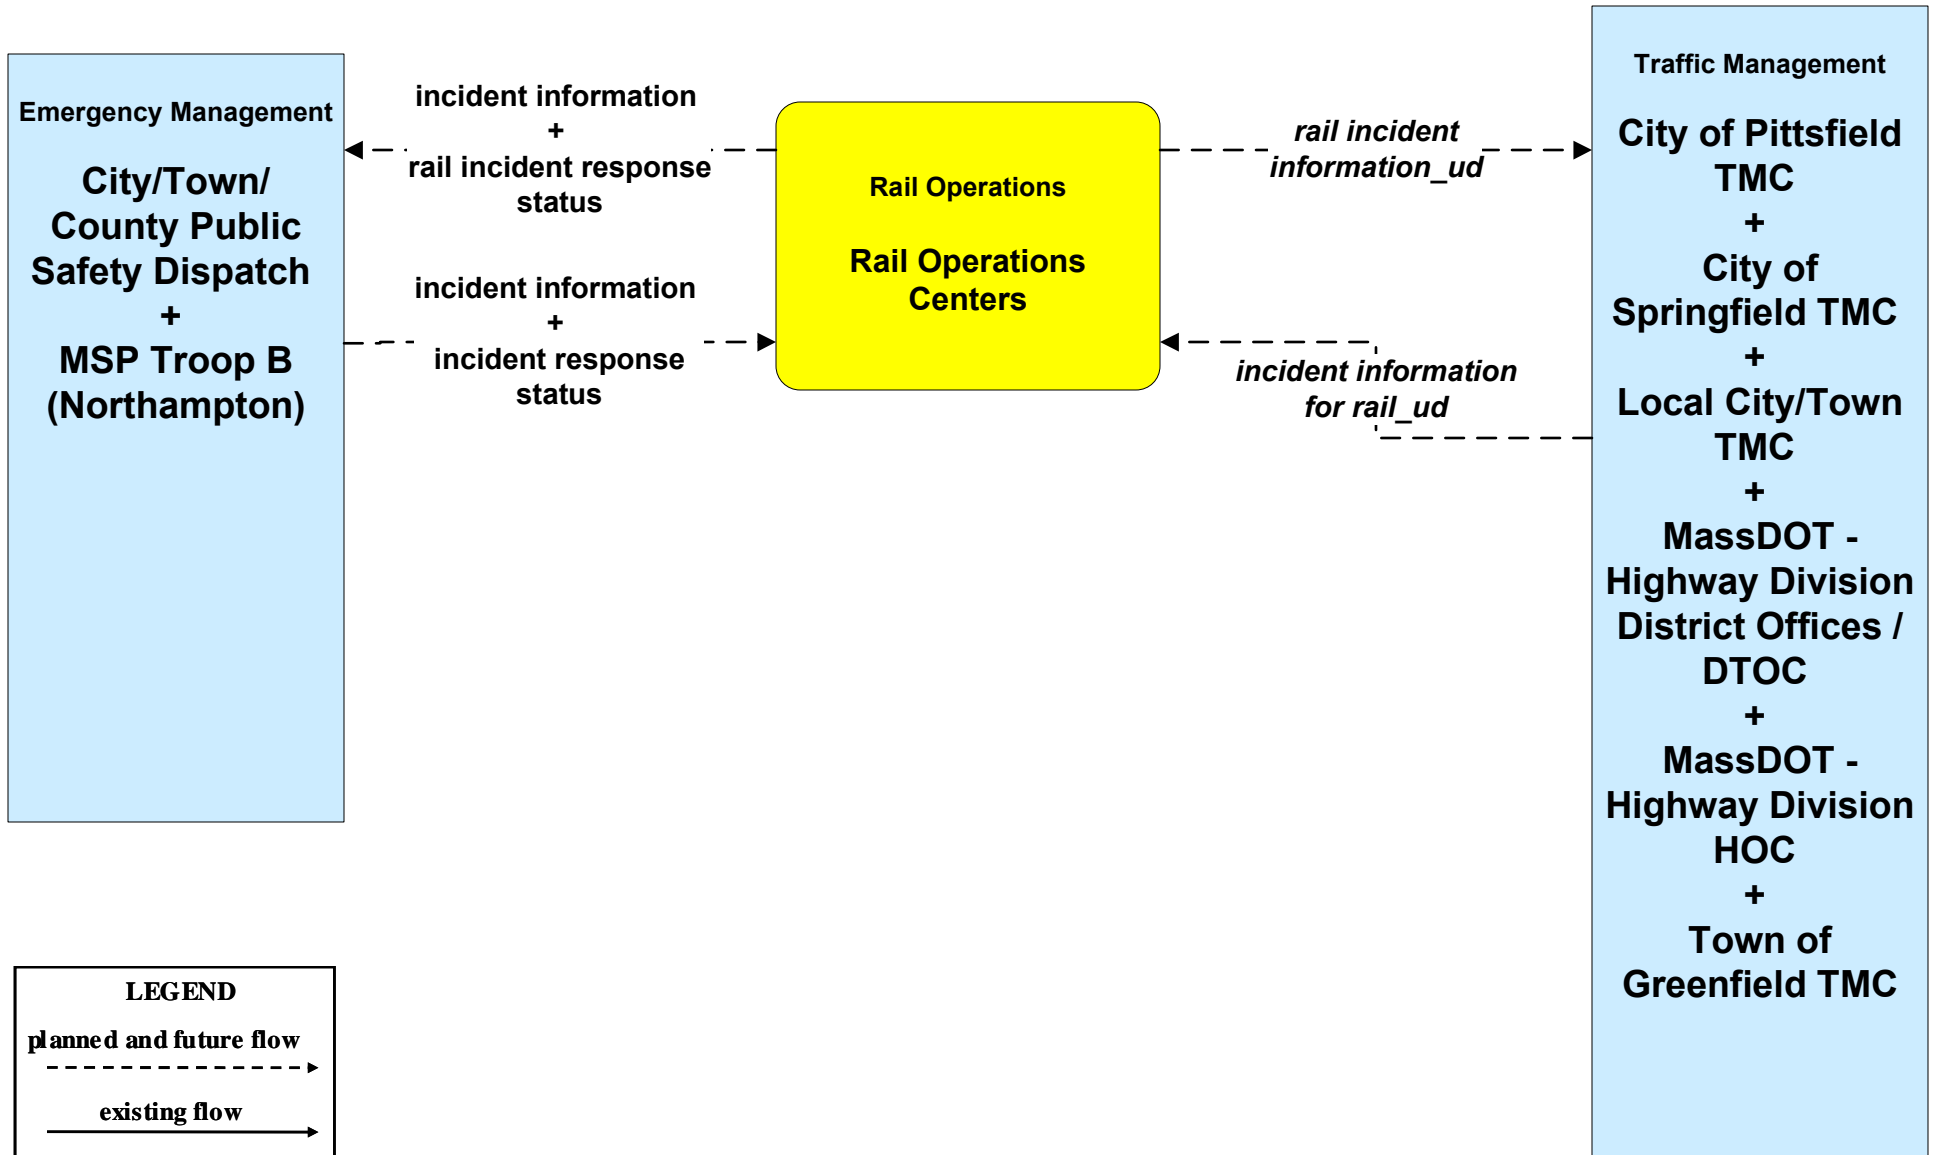 Emergency Management
City/Town/
County Public
Safety Dispatch
+
MSP Troop B
(Northampton)
incident information
+
rail incident response
status
incident information
+
incident response
status
Rail Operations
Rail Operations
Centers
rail incident
information_ud
incident information
for rail_ud
Traffic Management
City of Pittsfield
TMC
+
City of
Springfield TMC
+
Local City/Town
TMC
+
MassDOT -
Highway Division
District Offices /
DTOC
+
MassDOT -
Highway Division
HOC
+
Town of
Greenfield TMC
LEGEND
planned and future flow
existing flow